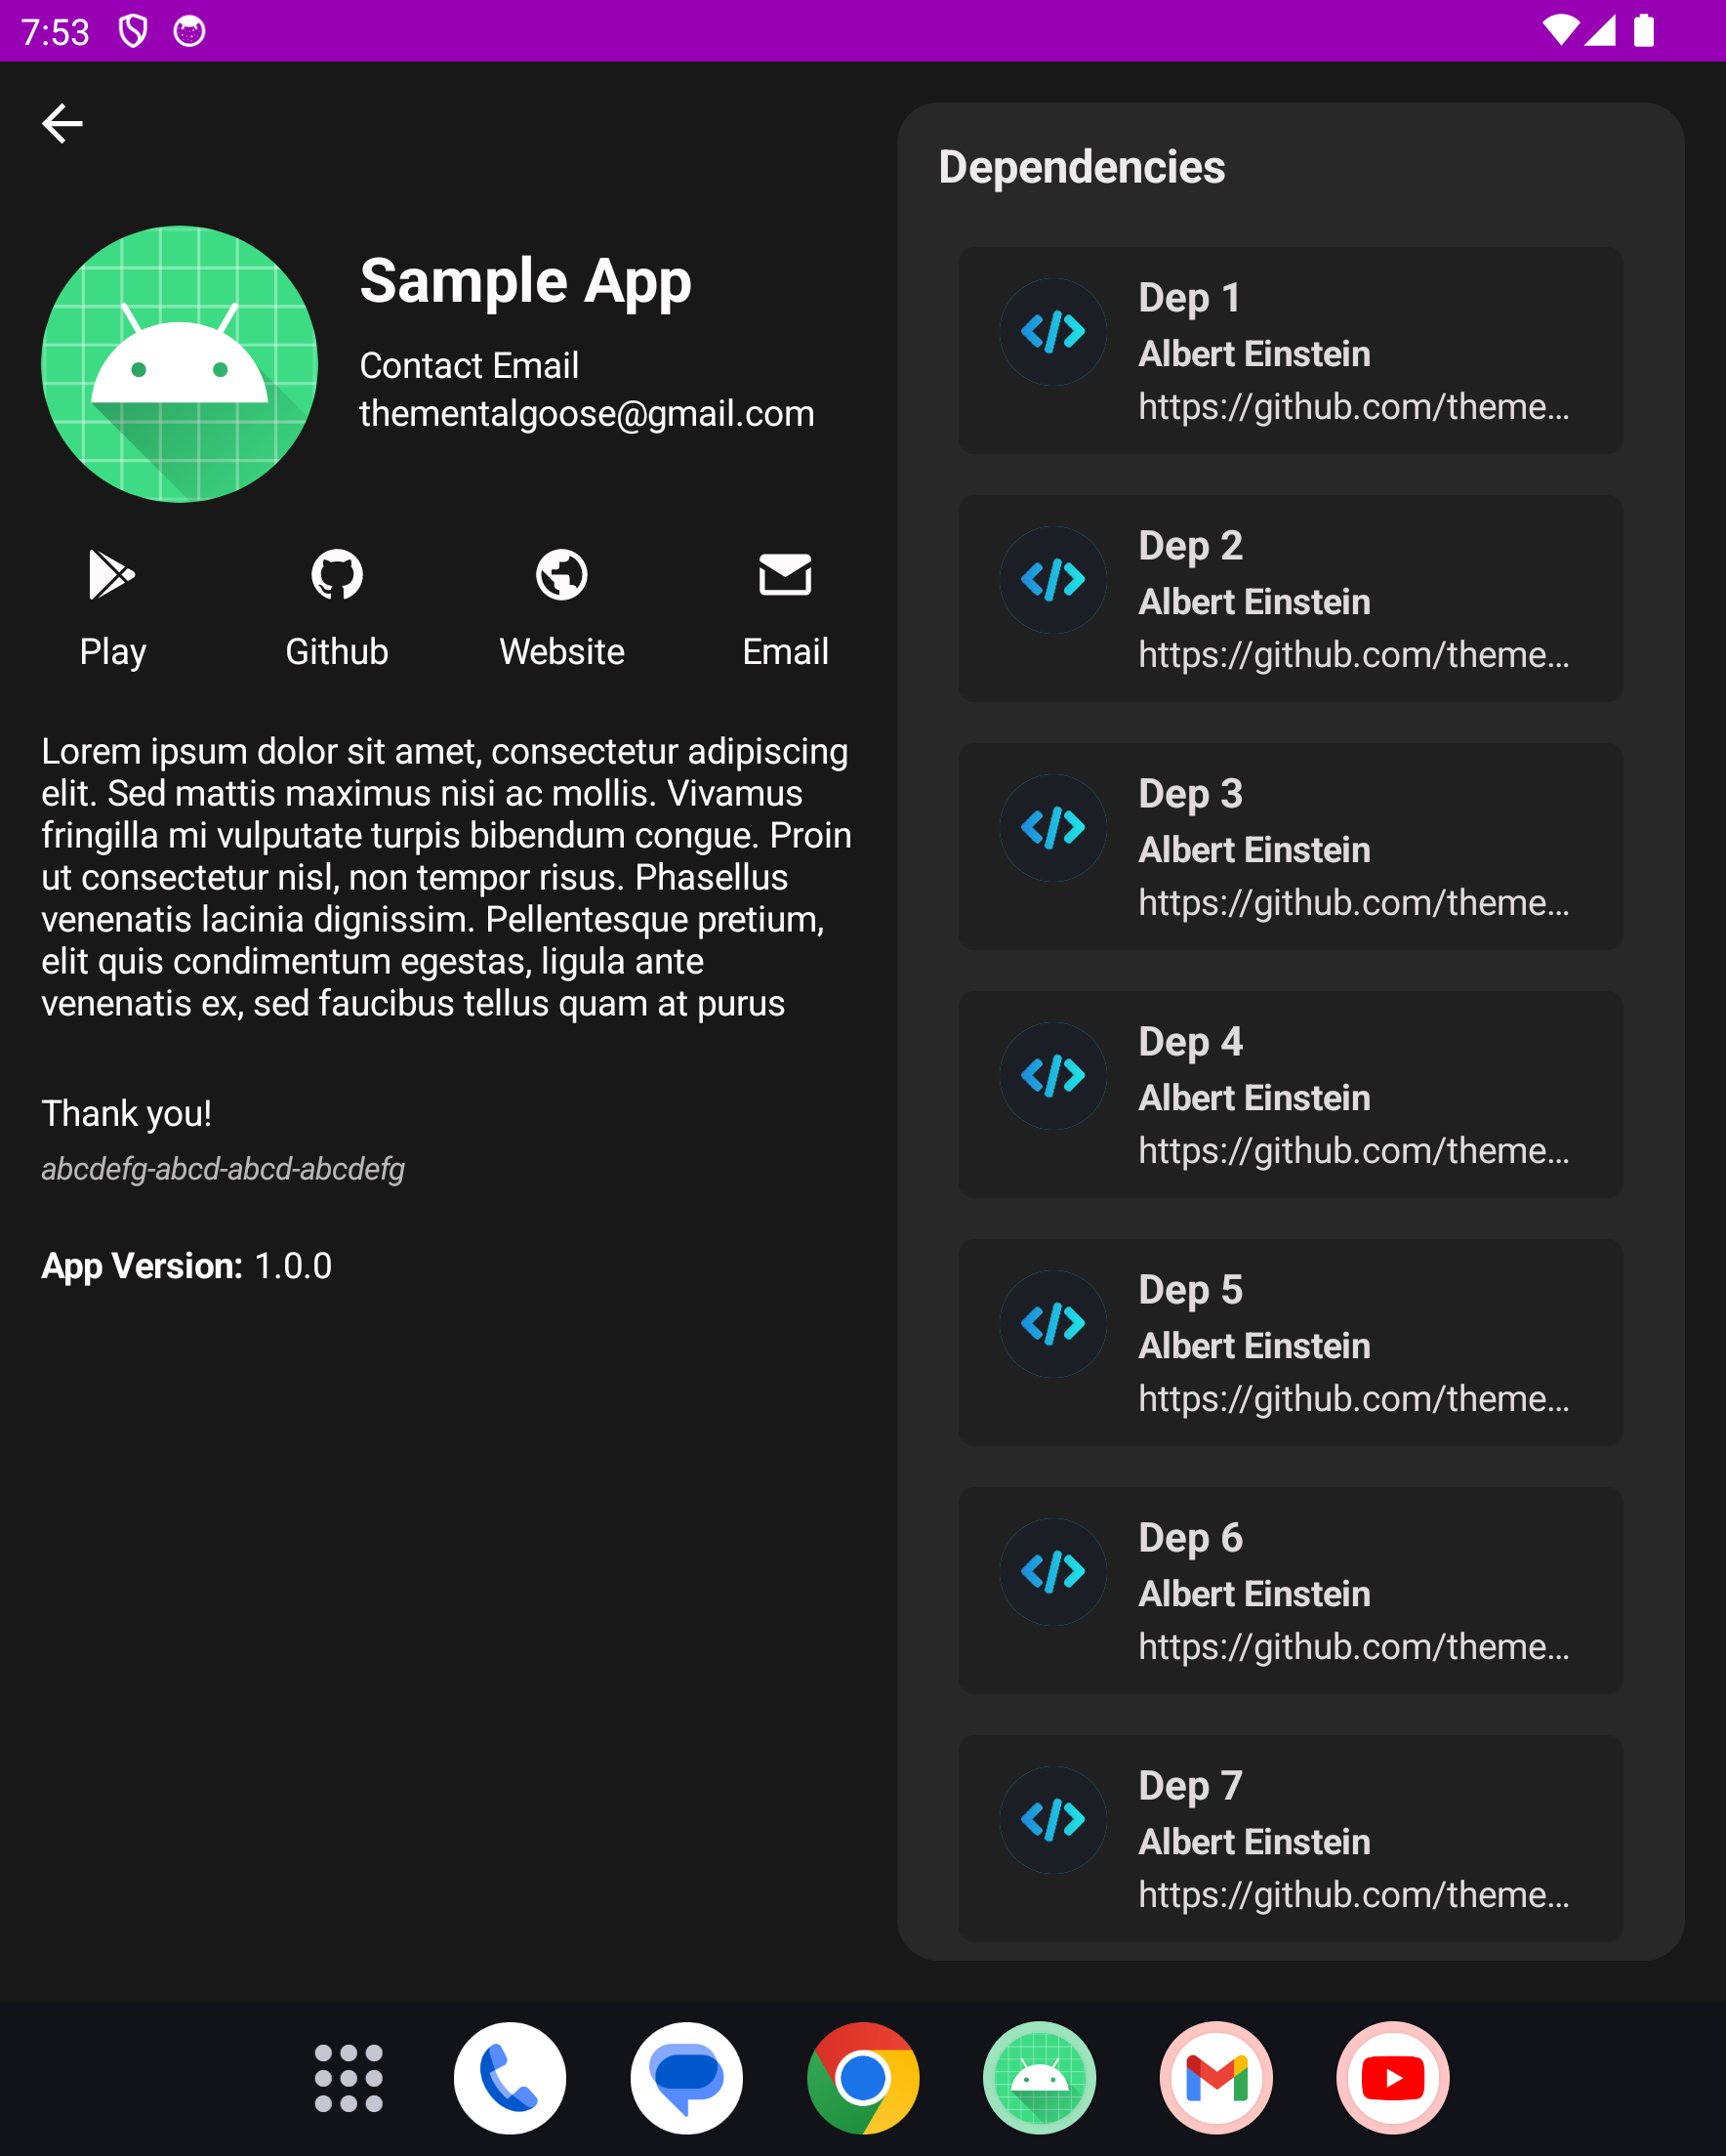 7:53
Sample App
Contact Email
thementalgoose@gmail.com
Play
Github
Website
Email
Lorem ipsum dolor sit amet, consectetur adipiscing
elit. Sed mattis maximus nisi ac mollis. Vivamus
fringilla mi vulputate turpis bibendum congue. Proin
ut consectetur nisl, non tempor risus. Phasellus
venenatis lacinia dignissim. Pellentesque pretium,
elit quis condimentum egestas, ligula ante
venenatis ex, sed faucibus tellus quam at purus
Thank you!
abcdefg-abcd-abcd-abcdefg
App Version: 1.0.0
Dependencies
Dep 1
Albert Einstein
https://github.com/theme...
Dep 2
Albert Einstein
https://github.com/theme...
Dep 3
Albert Einstein
https://github.com/theme...
Dep 4
Albert Einstein
https://github.com/theme...
Dep 5
Albert Einstein
https://github.com/theme...
Dep 6
Albert Einstein
https://github.com/theme...
Dep 7
Albert Einstein
https://github.com/theme...